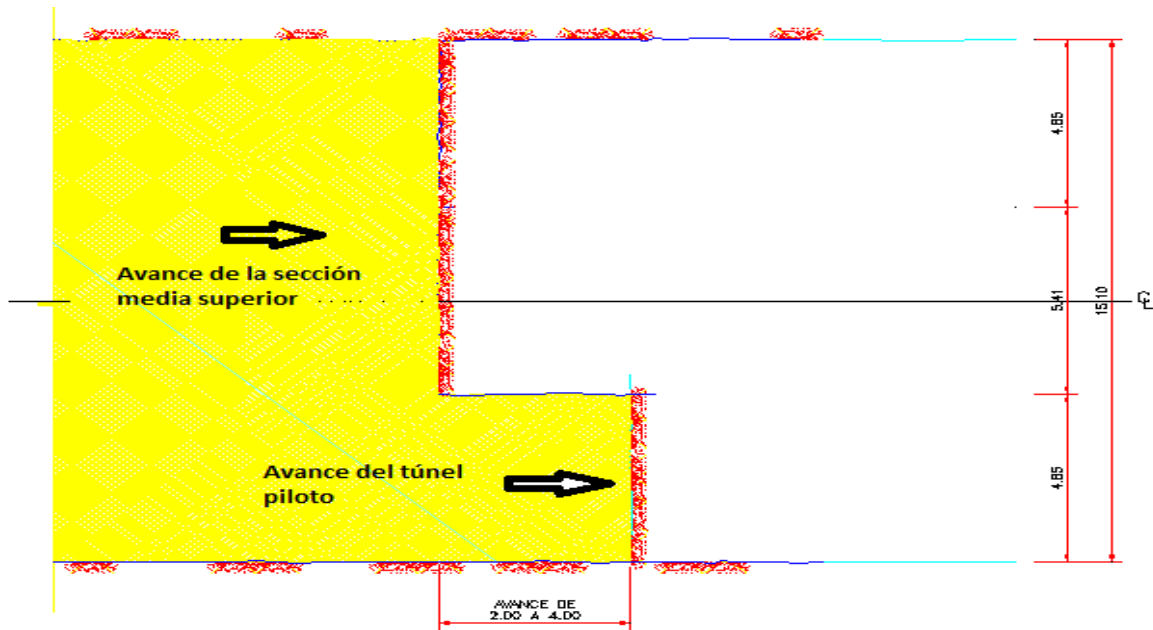 Avance de la sección
media superior
Avance del túnel
piloto
AVANCE DE
2.00 A 4.00
4.85
5.41
4.85
15.10